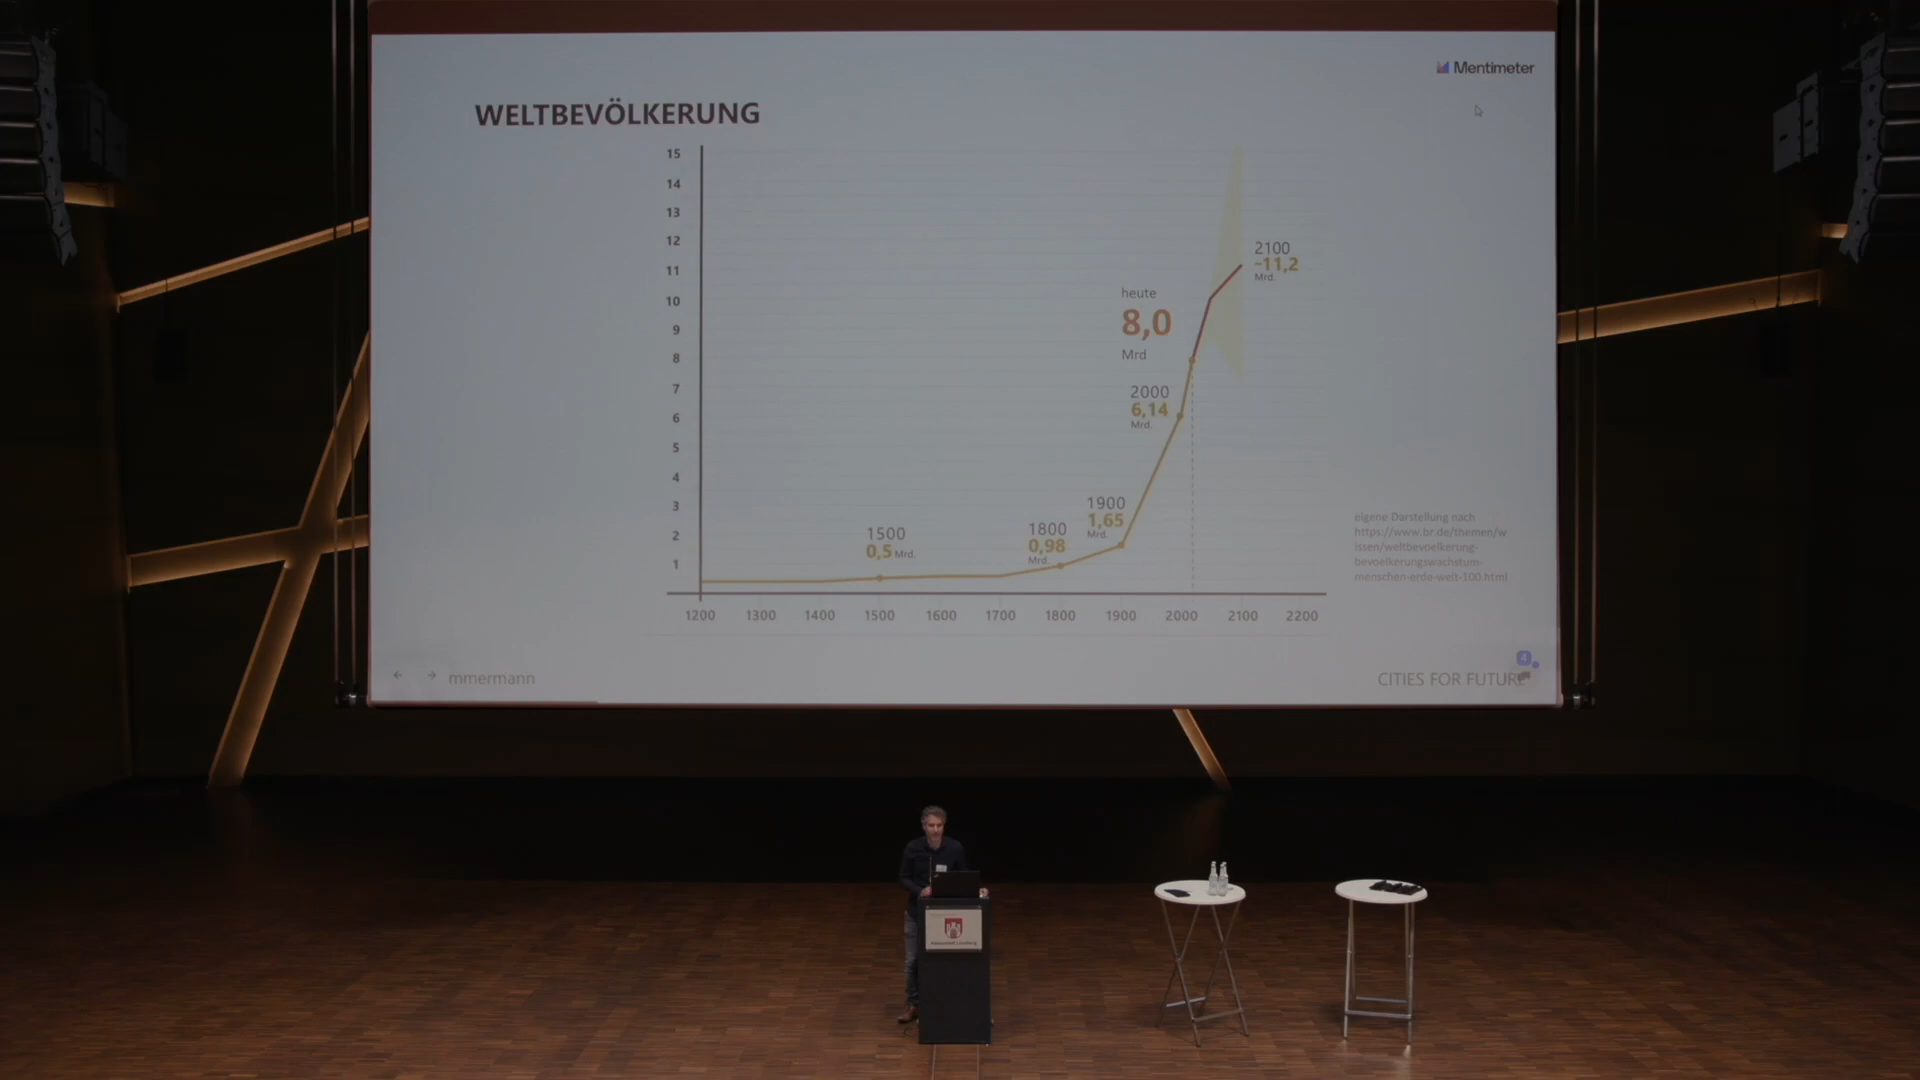 Mentimeter
WELTBEVÖLKERUNG
15
14
13
12
11
10
9
8
7
6
5
4
3
2
1
2100
~11,2
Mrd.
heute
8,0
Mrd
2000
6,14
Mrd.
1900
1,65
Mrd.
1800
0,98
Mrd.
1500
0,5 Mrd.
1200 1300 1400 1500 1600 1700 1800 1900 2000 2100 2200
eigene Darstellung nach
https://www.br.de/themen/w
issen/weltbevoelkerung-
bevoelkerungswachstum-
menschen-erde-welt-100.html
mmermann
CITIES FOR FUTURE
4